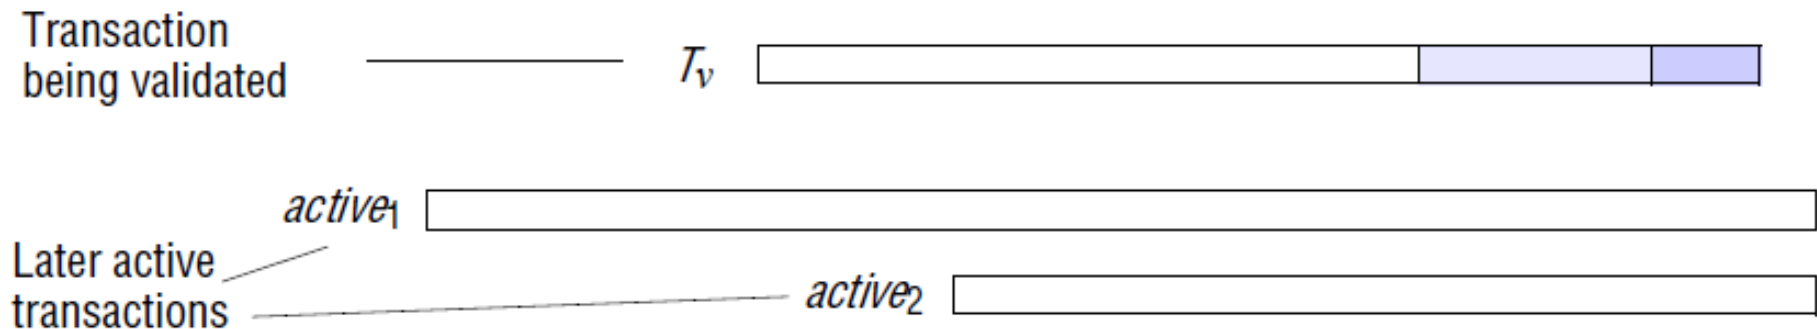 Transaction
being validated
Tv
active1
Later active
transactions
active2